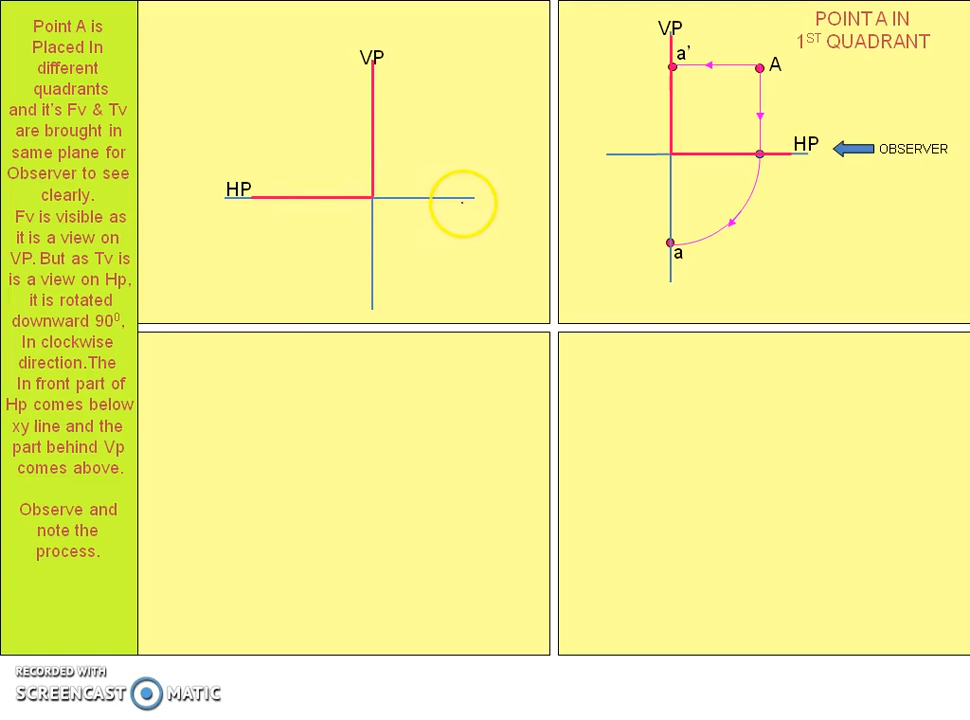 Point A is
Placed In
different
quadrants
and it's Fv & Tv
are brought in
same plane for
Observer to see
clearly.
Fv is visible as
it is a view on
VP. But as Tv is
is a view on Hp,
it is rotated
downward 90⁰,
In clockwise
direction.The
In front part of
Hp comes below
xy line and the
part behind Vp
comes above.
Observe and
note the
process.
VP
HP
POINT A IN
1ST QUADRANT
VP
a’
A
HP
OBSERVER
a
RECORDED WITH
SCREENCAST MATIC